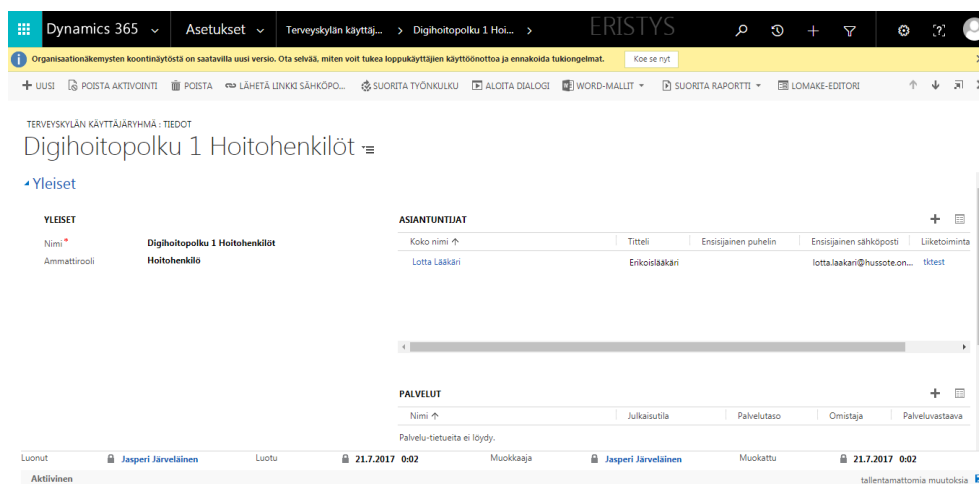 Dynamics 365 Asetukset Terveyskylän käyttäj... > Digihoitopolku 1 Hoi... > ERISTYS
Organisaationäkemysten koontinäytöstä on saatavilla uusi versio. Ota selvää, miten voit tukea loppukäyttäjien käyttöönottoa ja ennakoida tukiongelmat. Koe se nyt
UUSI POISTA AKTIVOINTI POISTA LÄHETÄ LINKKI SÄHKÖPO... SUORITA TYÖNKULKU ALOITA DIALOGI WORD-MALLIT SUORITA RAPORTTI LOMAKE-EDITORI
TERVEYSKYLÄN KÄYTTÄJÄRYHMÄ : TIEDOT
Digihoitopolku 1 Hoitohenkilöt
Yleiset
YLEISET
Nimi * Digihoitopolku 1 Hoitohenkilöt
Ammattirooli Hoitohenkilö
ASIANTUNTIJAT
Koko nimi ↑ Titteli Ensisijainen puhelin Ensisijainen sähköposti Liiketoiminta
Lotta Lääkäri Erikoislääkäri lotta.laakari@hussote.on... tktest
PALVELUT
Nimi ↑ Julkaisutila Palvelutaso Omistaja Palveluvastaava
Palvelu-tietueita ei löydy.
Luonut Jasperi Järveläinen Luotu 21.7.2017 0:02 Muokkaaja Jasperi Järveläinen Muokattu 21.7.2017 0:02
Aktiivinen tallentamattomia muutoksia